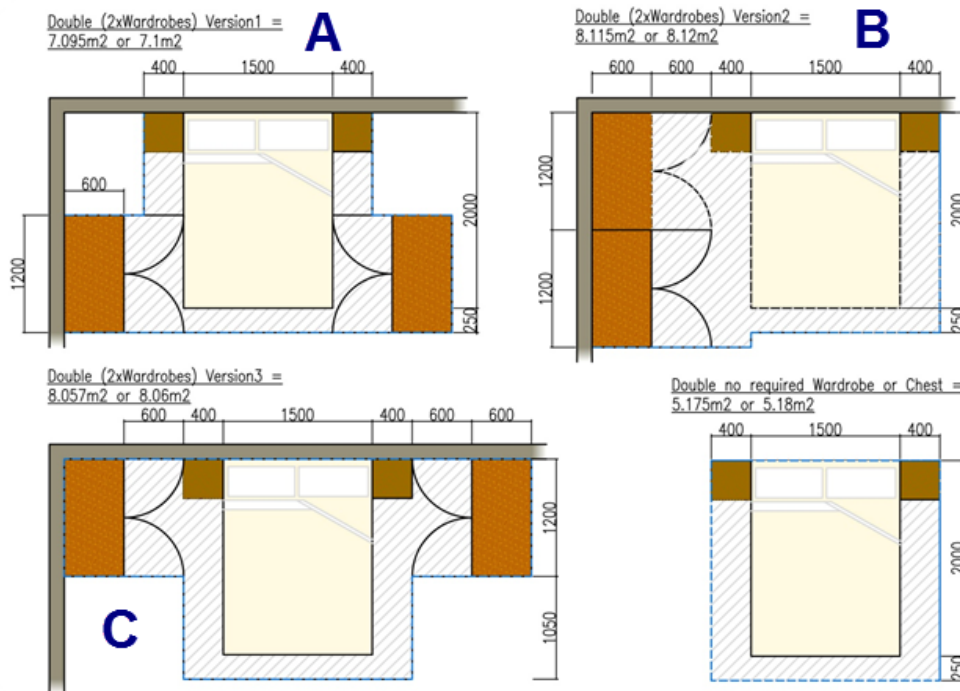 Double (2xWardrobes) Version1 =
7.095m2 or 7.1m2
A
400 1500 400
600
1200
2000
250
Double (2xWardrobes) Version2 =
8.115m2 or 8.12m2
B
600 600 400 1500 400
1200
1200
2000
250
Double (2xWardrobes) Version3 =
8.057m2 or 8.06m2
600 400 1500 400 600
1200
1050
C
Double no required Wardrobe or Chest =
5.175m2 or 5.18m2
400 1500 400
2000
250